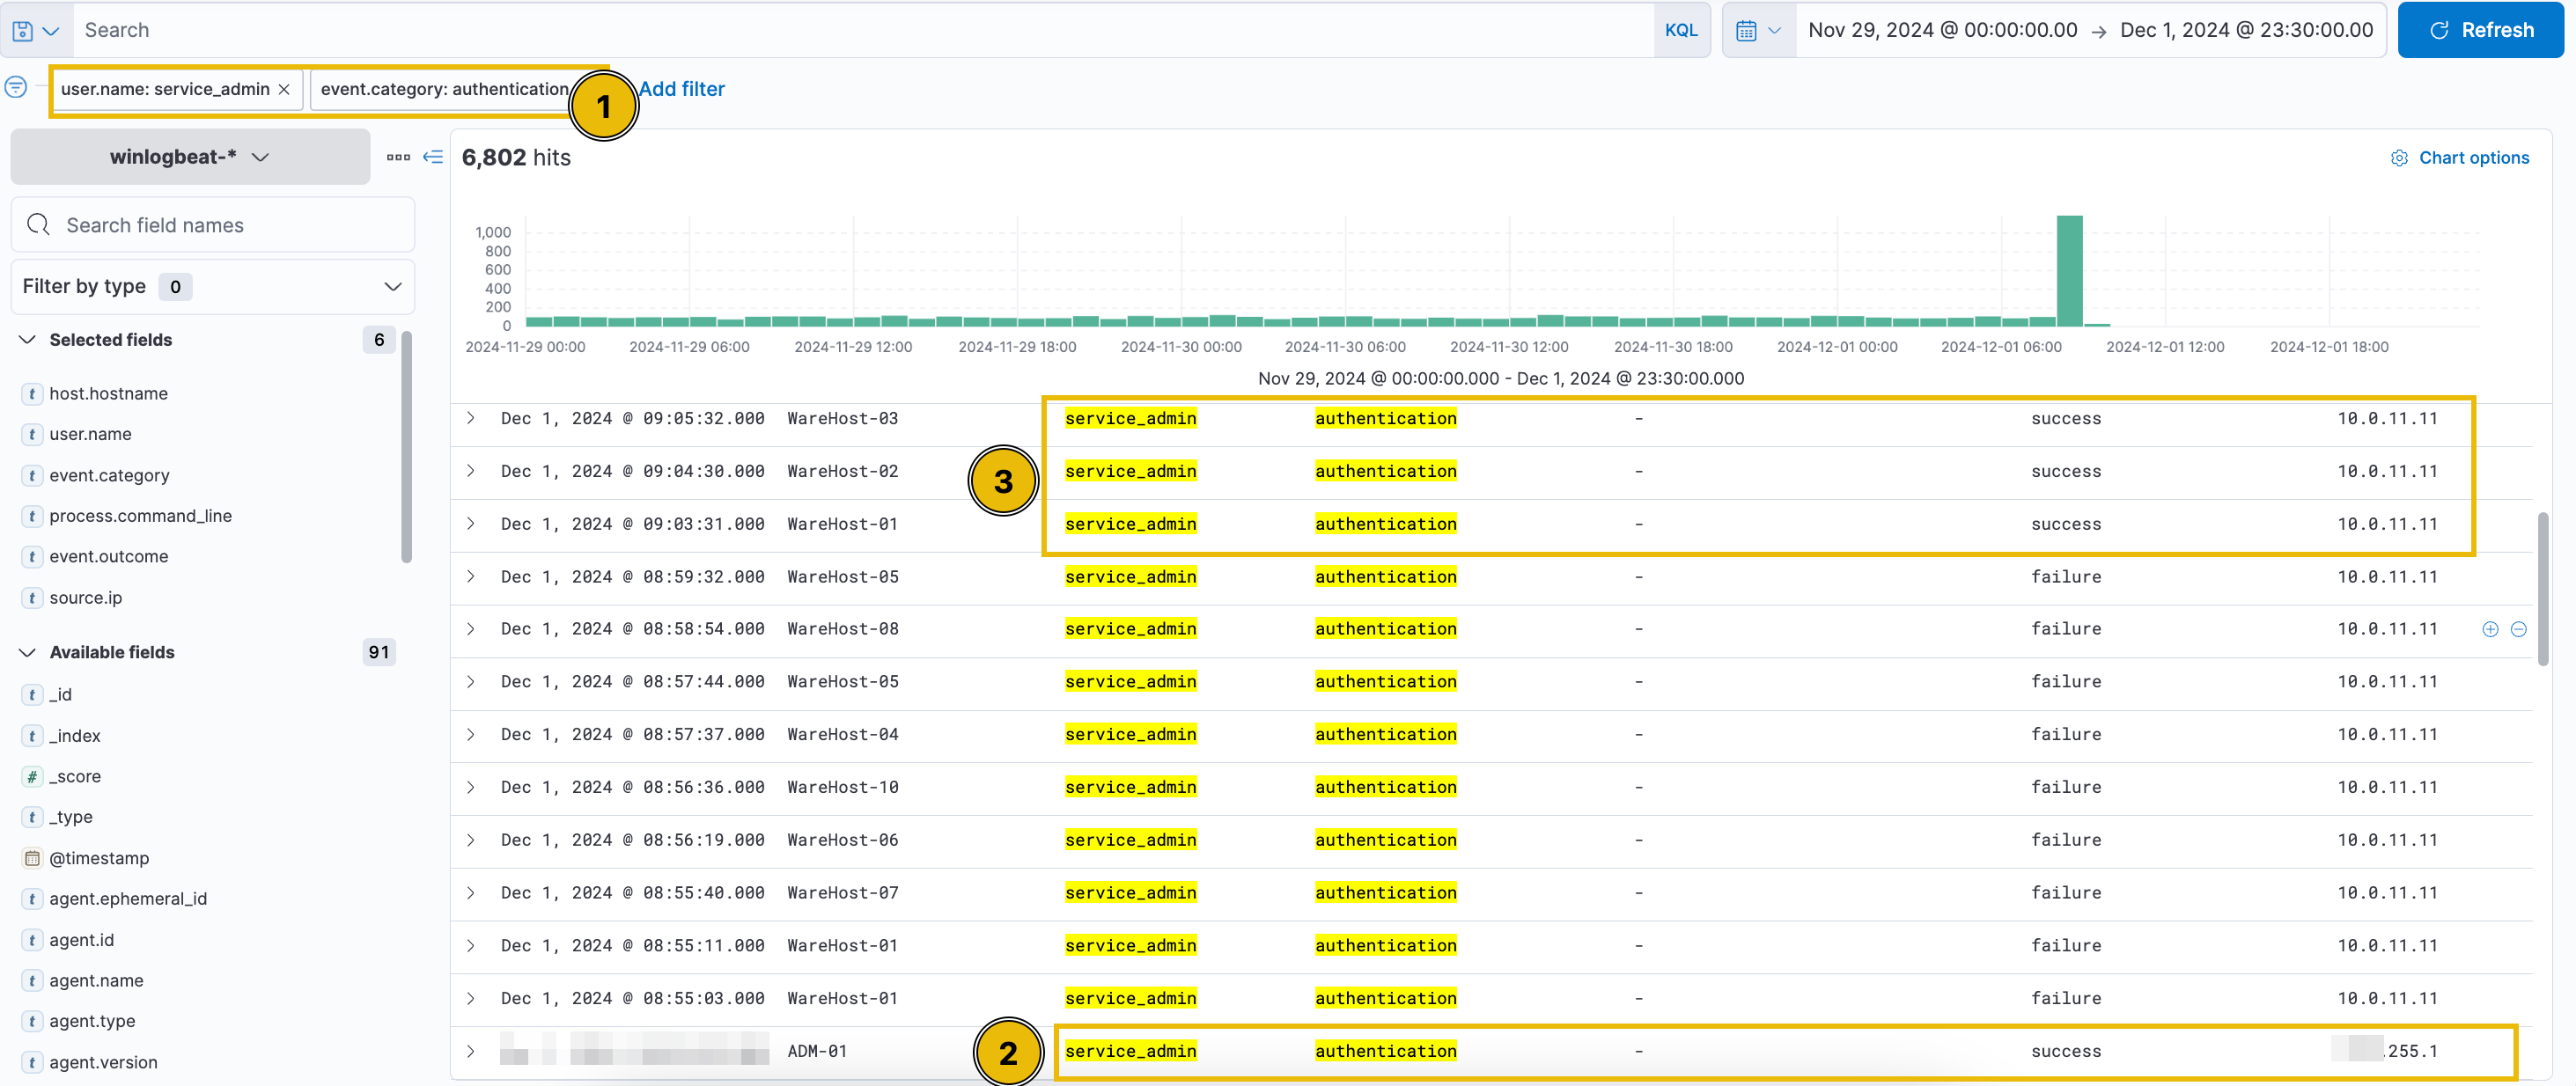 Search KQL Nov 29, 2024 @ 00:00:00.00 → Dec 1, 2024 @ 23:30:00.00 Refresh
user.name: service_admin × event.category: authentication 1 Add filter
winlogbeat-*
6,802 hits
Chart options
Search field names
Filter by type 0
Selected fields 6
host.hostname
user.name
event.category
process.command_line
event.outcome
source.ip
Available fields 91
_id
_index
_score
_type
@timestamp
agent.ephemeral_id
agent.id
agent.name
agent.type
agent.version
1,000
800
600
400
200
0
2024-11-29 00:00 2024-11-29 06:00 2024-11-29 12:00 2024-11-29 18:00 2024-11-30 00:00 2024-11-30 06:00 2024-11-30 12:00 2024-11-30 18:00 2024-12-01 00:00 2024-12-01 06:00 2024-12-01 12:00 2024-12-01 18:00
Nov 29, 2024 @ 00:00:00.000 - Dec 1, 2024 @ 23:30:00.000
Dec 1, 2024 @ 09:05:32.000 WareHost-03 service_admin authentication - success 10.0.11.11
3
Dec 1, 2024 @ 09:04:30.000 WareHost-02 service_admin authentication - success 10.0.11.11
Dec 1, 2024 @ 09:03:31.000 WareHost-01 service_admin authentication - success 10.0.11.11
Dec 1, 2024 @ 08:59:32.000 WareHost-05 service_admin authentication - failure 10.0.11.11
Dec 1, 2024 @ 08:58:54.000 WareHost-08 service_admin authentication - failure 10.0.11.11
Dec 1, 2024 @ 08:57:44.000 WareHost-05 service_admin authentication - failure 10.0.11.11
Dec 1, 2024 @ 08:57:37.000 WareHost-04 service_admin authentication - failure 10.0.11.11
Dec 1, 2024 @ 08:56:36.000 WareHost-10 service_admin authentication - failure 10.0.11.11
Dec 1, 2024 @ 08:56:19.000 WareHost-06 service_admin authentication - failure 10.0.11.11
Dec 1, 2024 @ 08:55:40.000 WareHost-07 service_admin authentication - failure 10.0.11.11
Dec 1, 2024 @ 08:55:11.000 WareHost-01 service_admin authentication - failure 10.0.11.11
Dec 1, 2024 @ 08:55:03.000 WareHost-01 service_admin authentication - failure 10.0.11.11
ADM-01 2 service_admin authentication - success .255.1